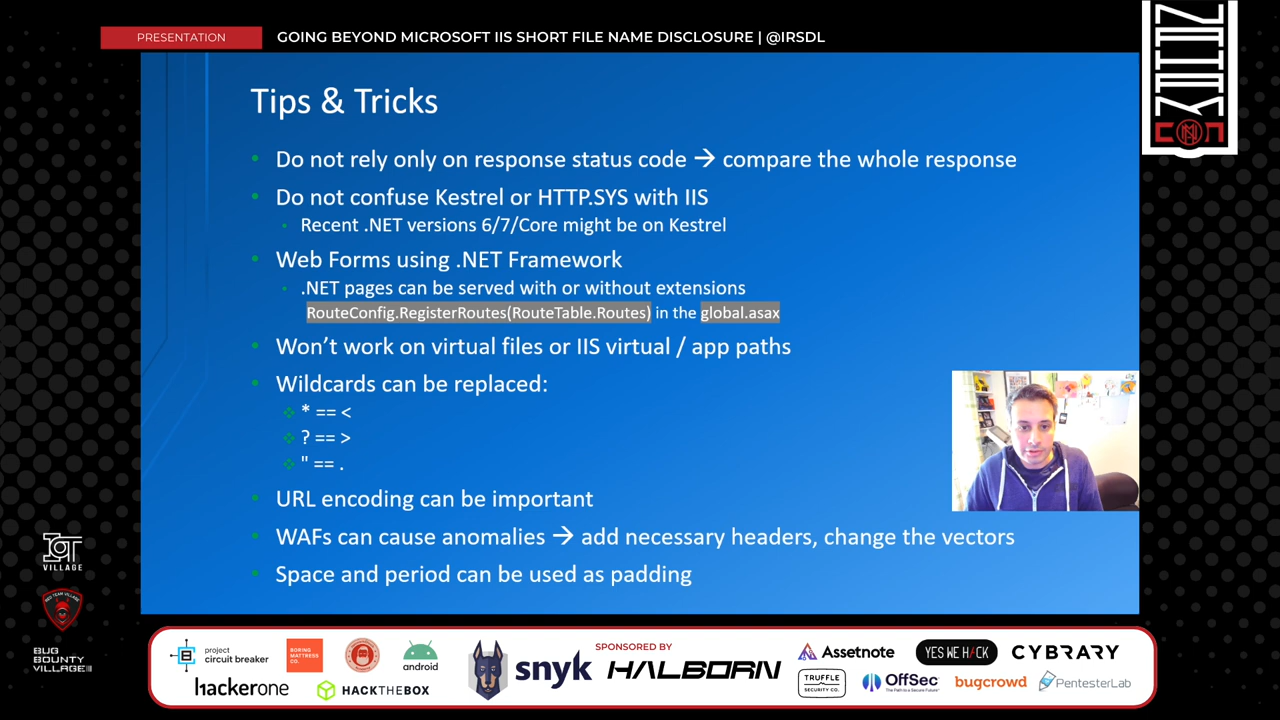 PRESENTATION
GOING BEYOND MICROSOFT IIS SHORT FILE NAME DISCLOSURE | @IRSDL
Tips & Tricks
• Do not rely only on response status code → compare the whole response
• Do not confuse Kestrel or HTTP.SYS with IIS
• Recent .NET versions 6/7/Core might be on Kestrel
• Web Forms using .NET Framework
• .NET pages can be served with or without extensions
RouteConfig.RegisterRoutes(RouteTable.Routes) in the global.asax
• Won’t work on virtual files or IIS virtual / app paths
• Wildcards can be replaced:
❖ * == <
❖ ? == >
❖ " == .
• URL encoding can be important
• WAFs can cause anomalies → add necessary headers, change the vectors
• Space and period can be used as padding
IOT
VILLAGE
RED TEAM VILLAGE
BUG
BOUNTY
VILLAGE
SPONSORED BY
project
circuit breaker
BORING
MATTRESS
CO.
android
hackerone
HACKTHEBOX
snyk
HALBORN
Assetnote
YES WE H/CK
CYBRARY
TRUFFLE
SECURITY CO.
OffSec
bugcrowd
PentesterLab